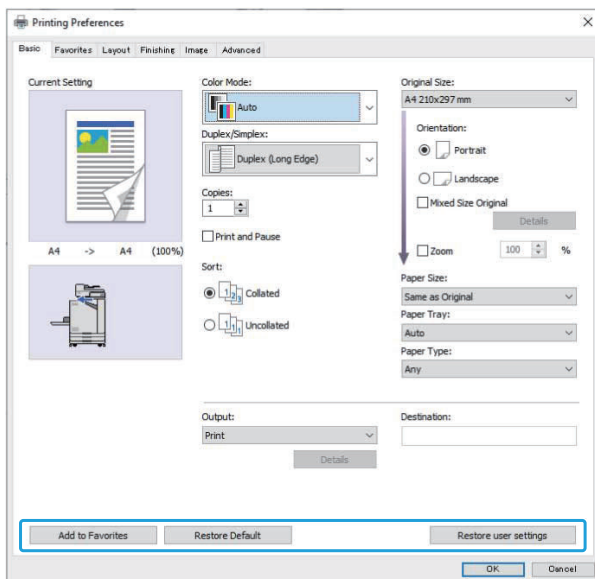 Printing Preferences
Basic Favorites Layout Finishing Image Advanced
Current Setting
A4 -> A4 (100%)
Color Mode:
Auto
Duplex/Simplex:
Duplex (Long Edge)
Copies:
1
Print and Pause
Sort:
Collated
Uncollated
Original Size:
A4 210x297 mm
Orientation:
Portrait
Landscape
Mixed Size Original
Details
Zoom 100 %
Paper Size:
Same as Original
Paper Tray:
Auto
Paper Type:
Any
Output:
Print
Details
Destination:
Add to Favorites Restore Default Restore user settings
OK Cancel